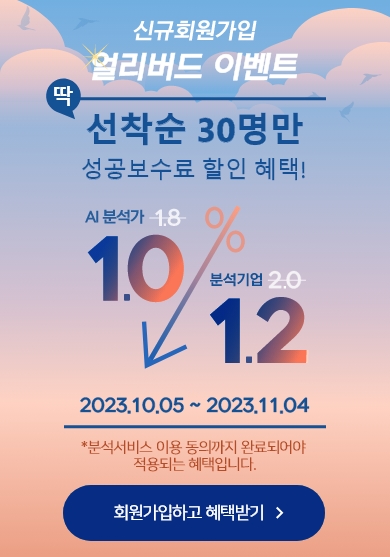 신규회원가입
얼리버드 이벤트
딱
선착순 30명만
성공보수료 할인 혜택!
AI 분석가 1.8
1.0
%
분석기업 2.0
1.2
2023.10.05 ~ 2023.11.04
*분석서비스 이용 동의까지 완료되어야
적용되는 혜택입니다.
회원가입하고 혜택받기 >